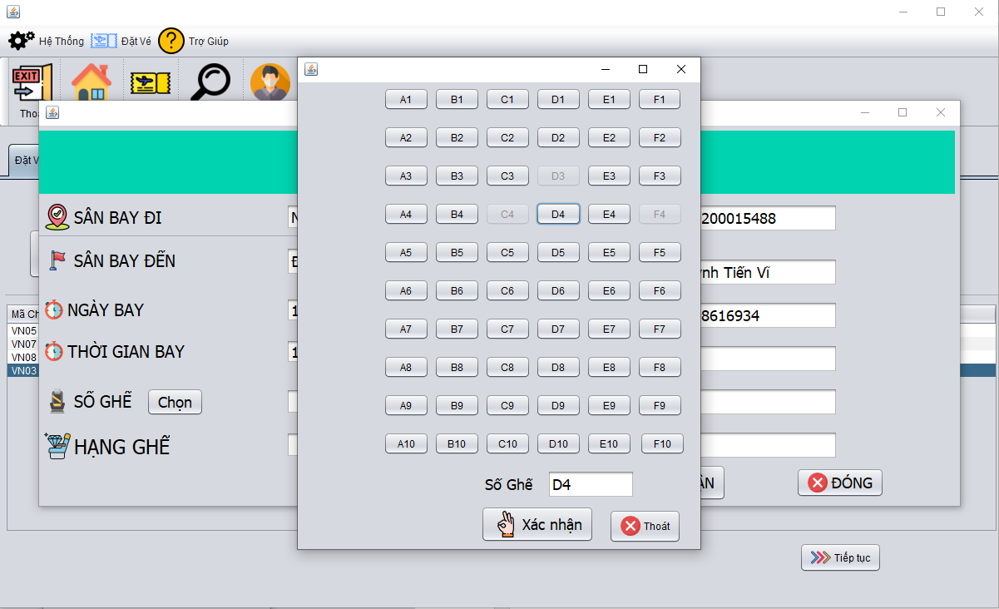 Hệ Thống Đặt Vé ? Trợ Giúp
EXIT
A1 B1 C1 D1 E1 F1
A2 B2 C2 D2 E2 F2
A3 B3 C3 D3 E3 F3
A4 B4 C4 D4 E4 F4
A5 B5 C5 D5 E5 F5
A6 B6 C6 D6 E6 F6
A7 B7 C7 D7 E7 F7
A8 B8 C8 D8 E8 F8
A9 B9 C9 D9 E9 F9
A10 B10 C10 D10 E10 F10
Số Ghế D4
Xác nhận Thoát
Thoá
Đặt V
SÂN BAY ĐI
SÂN BAY ĐẾN
NGÀY BAY
THỜI GIAN BAY
SỐ GHẾ Chọn
HẠNG GHẾ
200015488
nh Tiến Vĩ
8616934
ĐÓNG
Mã Ch
VN05
VN07
VN08
VN03
Tiếp tục